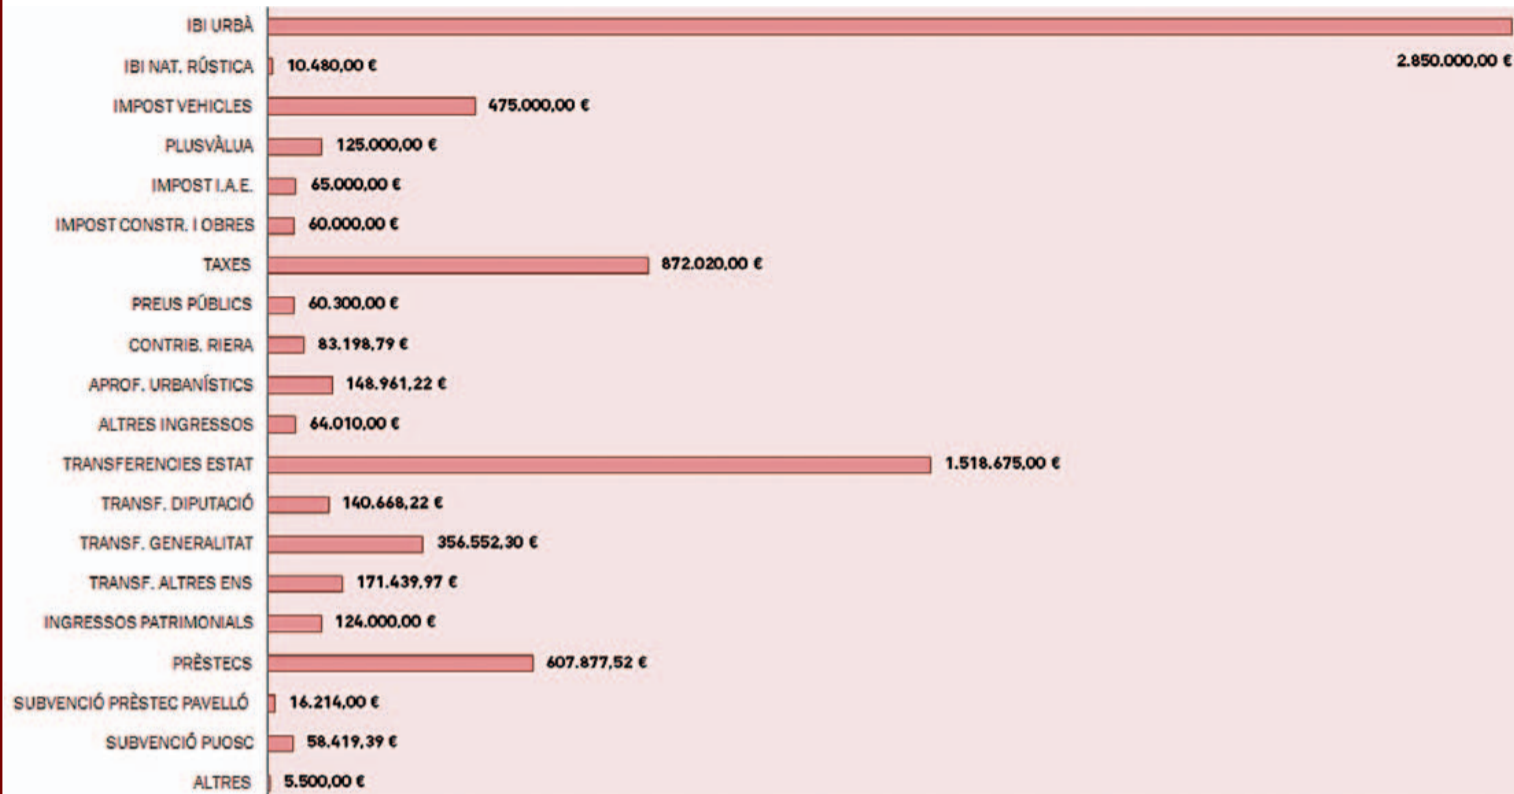 IBI URBÀ 2.850.000,00 €
IBI NAT. RÚSTICA 10.480,00 €
IMPOST VEHICLES 475.000,00 €
PLUSVÀLUA 125.000,00 €
IMPOST I.A.E. 65.000,00 €
IMPOST CONSTR. I OBRES 60.000,00 €
TAXES 872.020,00 €
PREUS PÚBLICS 60.300,00 €
CONTRIB. RIERA 83.198,79 €
APROF. URBANÍSTICS 148.961,22 €
ALTRES INGRESSOS 64.010,00 €
TRANSFERENCIES ESTAT 1.518.675,00 €
TRANSF. DIPUTACIÓ 140.668,22 €
TRANSF. GENERALITAT 356.552,30 €
TRANSF. ALTRES ENS 171.439,97 €
INGRESSOS PATRIMONIALS 124.000,00 €
PRÈSTECS 607.877,52 €
SUBVENCIÓ PRÈSTEC PAVELLÓ 16.214,00 €
SUBVENCIÓ PUOSC 58.419,39 €
ALTRES 5.500,00 €